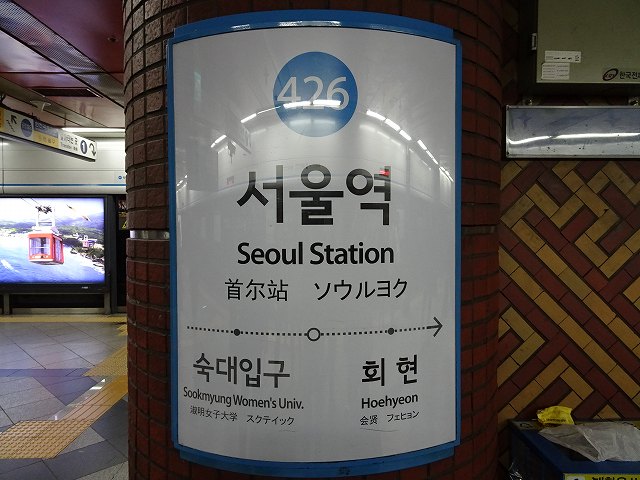 426
서울역
Seoul Station
首尔站 ソウルヨク
숙대입구 회현
Sookmyung Women's Univ. Hoehyeon
淑明女子大学 スクテイック 会贤 フェヒョン